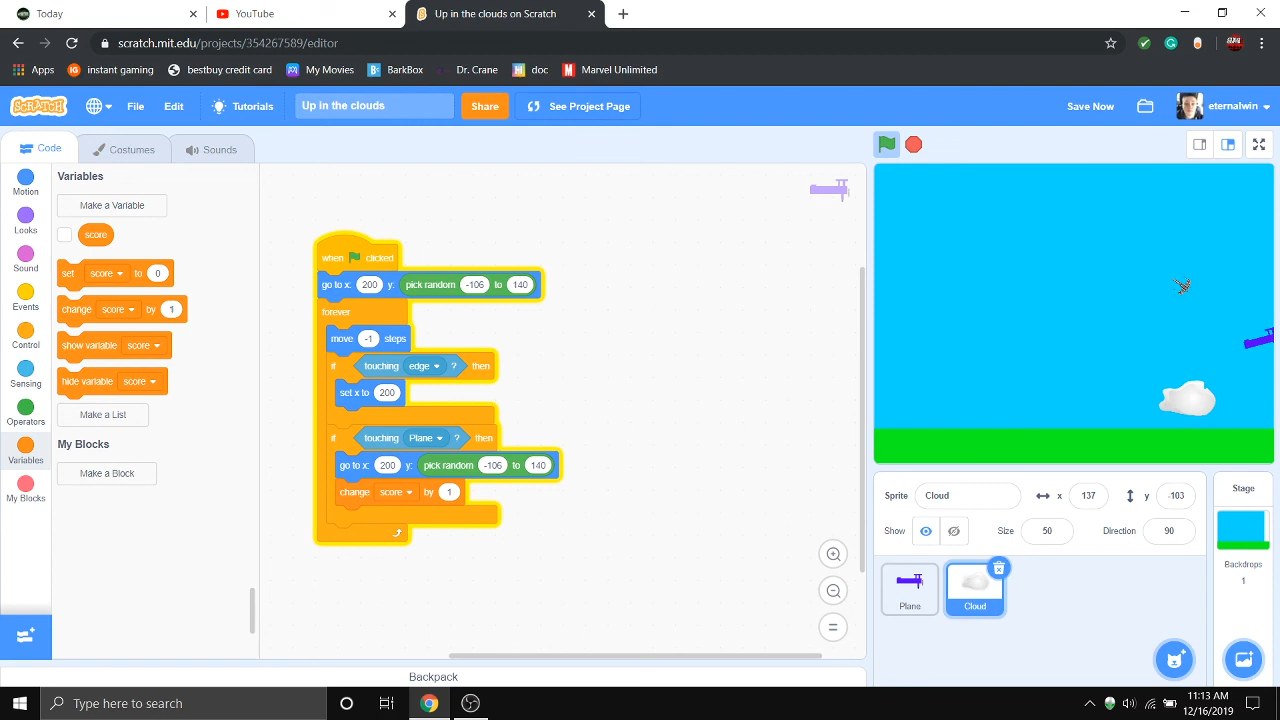 Today
YouTube
Up in the clouds on Scratch
scratch.mit.edu/projects/354267589/editor
Apps
instant gaming
bestbuy credit card
My Movies
BarkBox
Dr. Crane
doc
Marvel Unlimited
SCRATCH
File
Edit
Tutorials
Up in the clouds
Share
See Project Page
Save Now
eternalwin
Code
Costumes
Sounds
Motion
Looks
Sound
Events
Control
Sensing
Operators
Variables
My Blocks
Variables
Make a Variable
score
set score to 0
change score by 1
show variable score
hide variable score
Make a List
My Blocks
Make a Block
when clicked
go to x: 200 y: pick random -106 to 140
forever
move -1 steps
if touching edge ? then
set x to 200
if touching Plane ? then
go to x: 200 y: pick random -106 to 140
change score by 1
Backpack
Sprite Cloud x 137 y -103
Show Size 50 Direction 90
Plane
Cloud
Stage
Backdrops
1
Type here to search
11:13 AM
12/16/2019